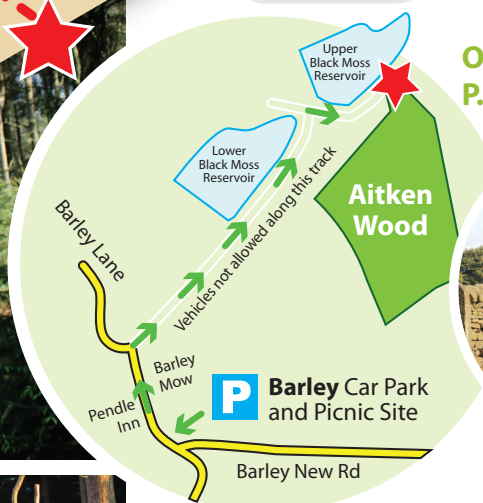 Upper
Black Moss
Reservoir
O
P.
Lower
Black Moss
Reservoir
Aitken
Wood
Vehicles not allowed along this track
Barley Lane
Barley
Mow
Pendle
Inn
P
Barley Car Park
and Picnic Site
Barley New Rd